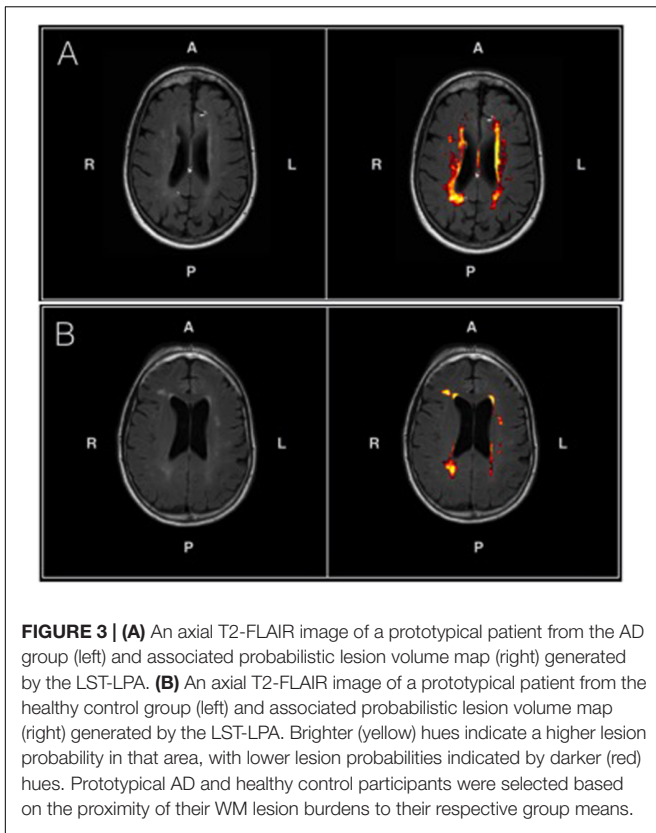 A
A
A
R
L
P
B
A
A
R
L
P
FIGURE 3 | (A) An axial T2-FLAIR image of a prototypical patient from the AD
group (left) and associated probabilistic lesion volume map (right) generated
by the LST-LPA. (B) An axial T2-FLAIR image of a prototypical patient from the
healthy control group (left) and associated probabilistic lesion volume map
(right) generated by the LST-LPA. Brighter (yellow) hues indicate a higher lesion
probability in that area, with lower lesion probabilities indicated by darker (red)
hues. Prototypical AD and healthy control participants were selected based
on the proximity of their WM lesion burdens to their respective group means.